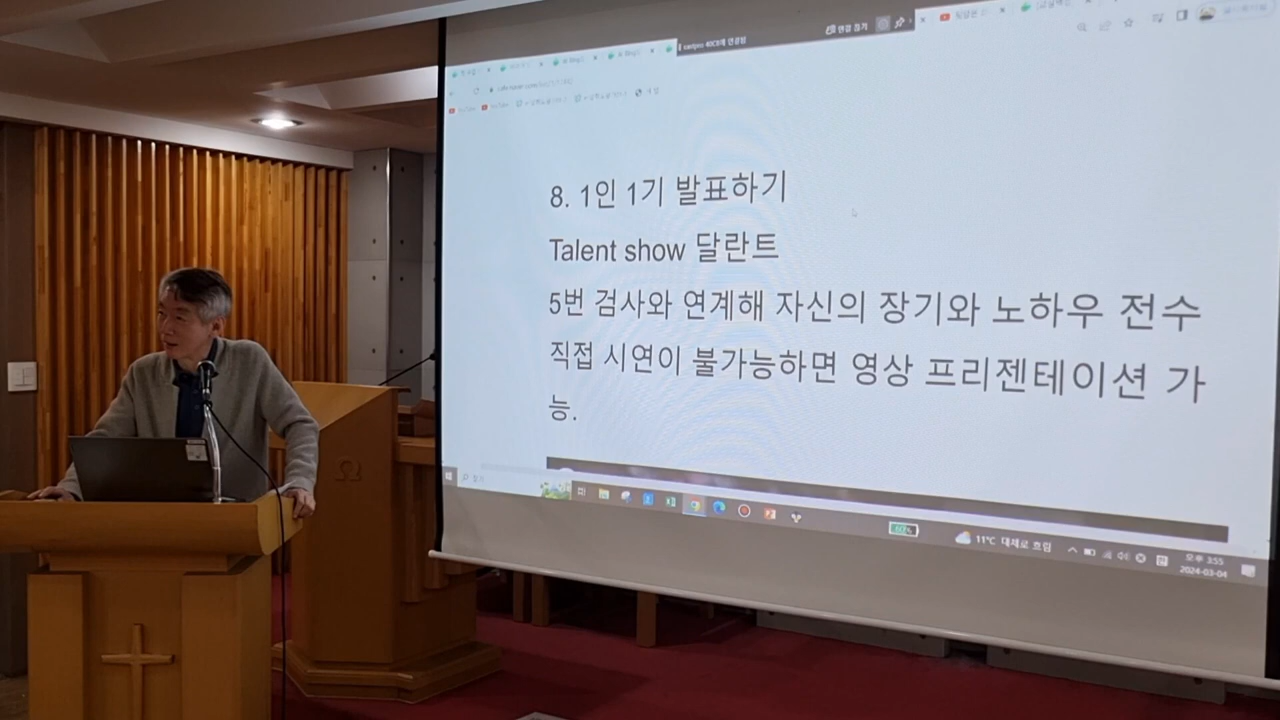 8. 1인 1기 발표하기
Talent show 달란트
5번 검사와 연계해 자신의 장기와 노하우 전수
직접 시연이 불가능하면 영상 프리젠테이션 가
능.
11℃ 대체로 흐림
오후 3:55
2024-03-04